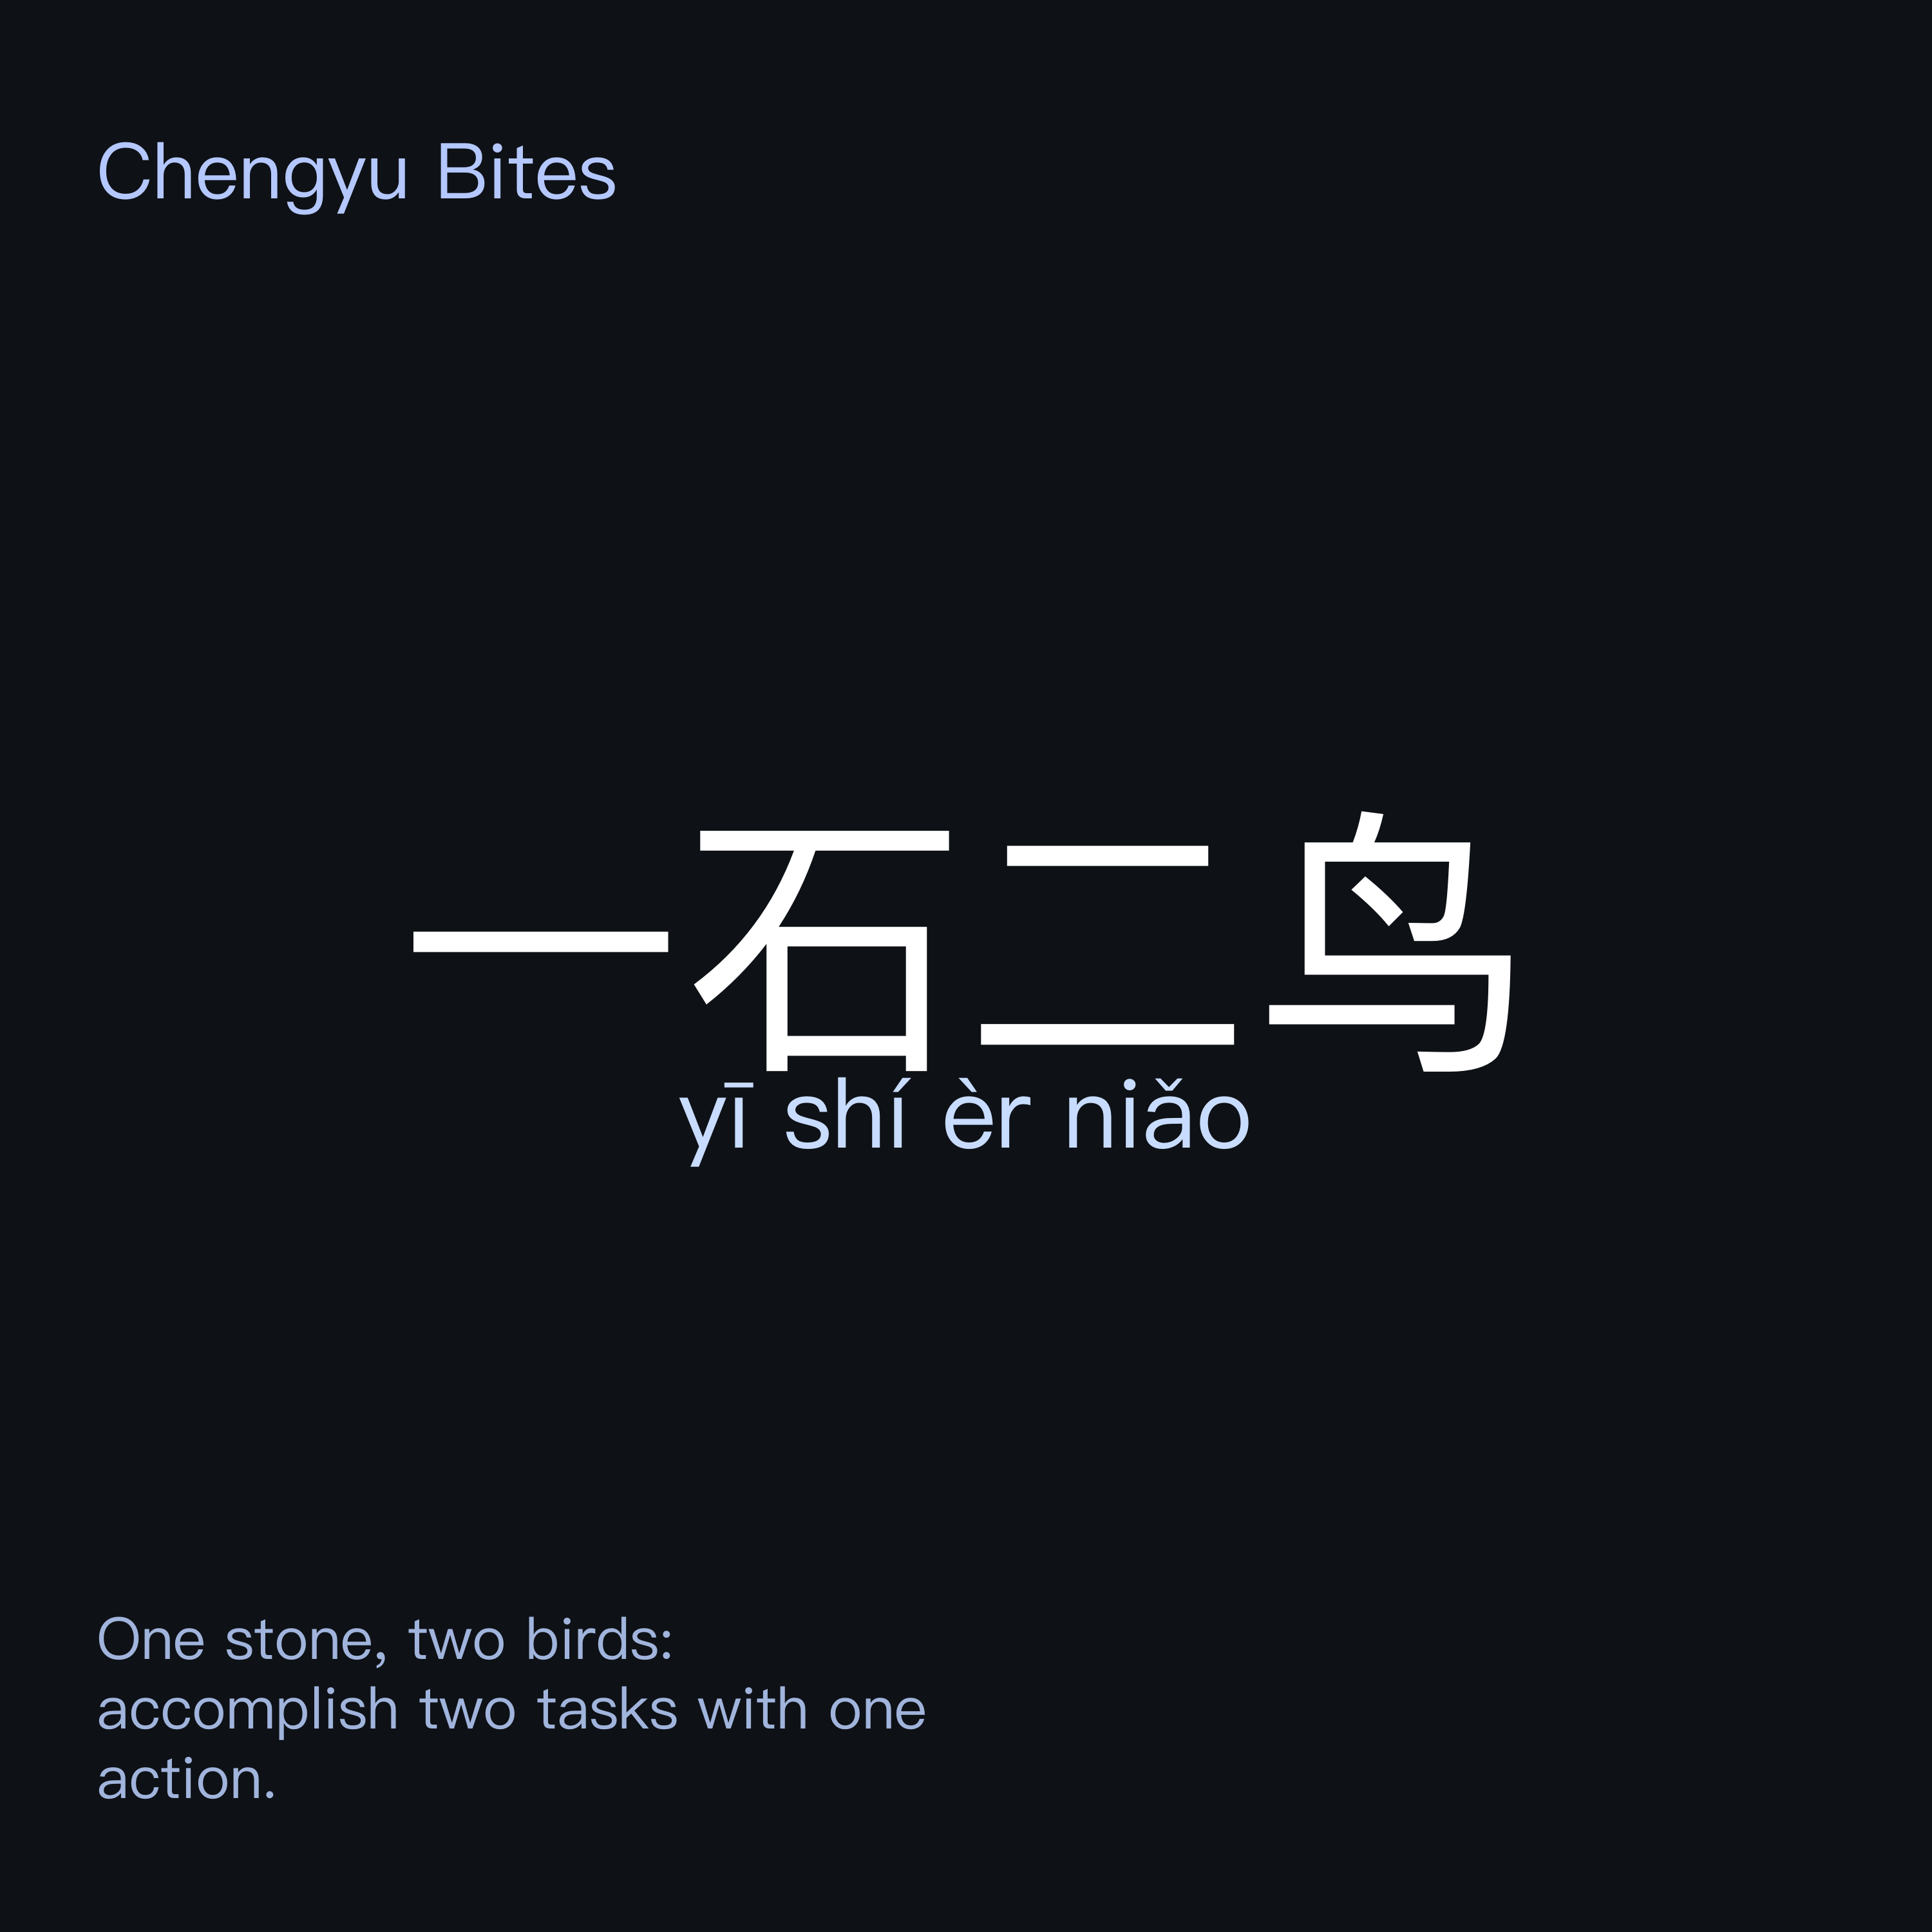 Chengyu Bites
一石二鸟
yī shí èr niǎo
One stone, two birds:
accomplish two tasks with one
action.